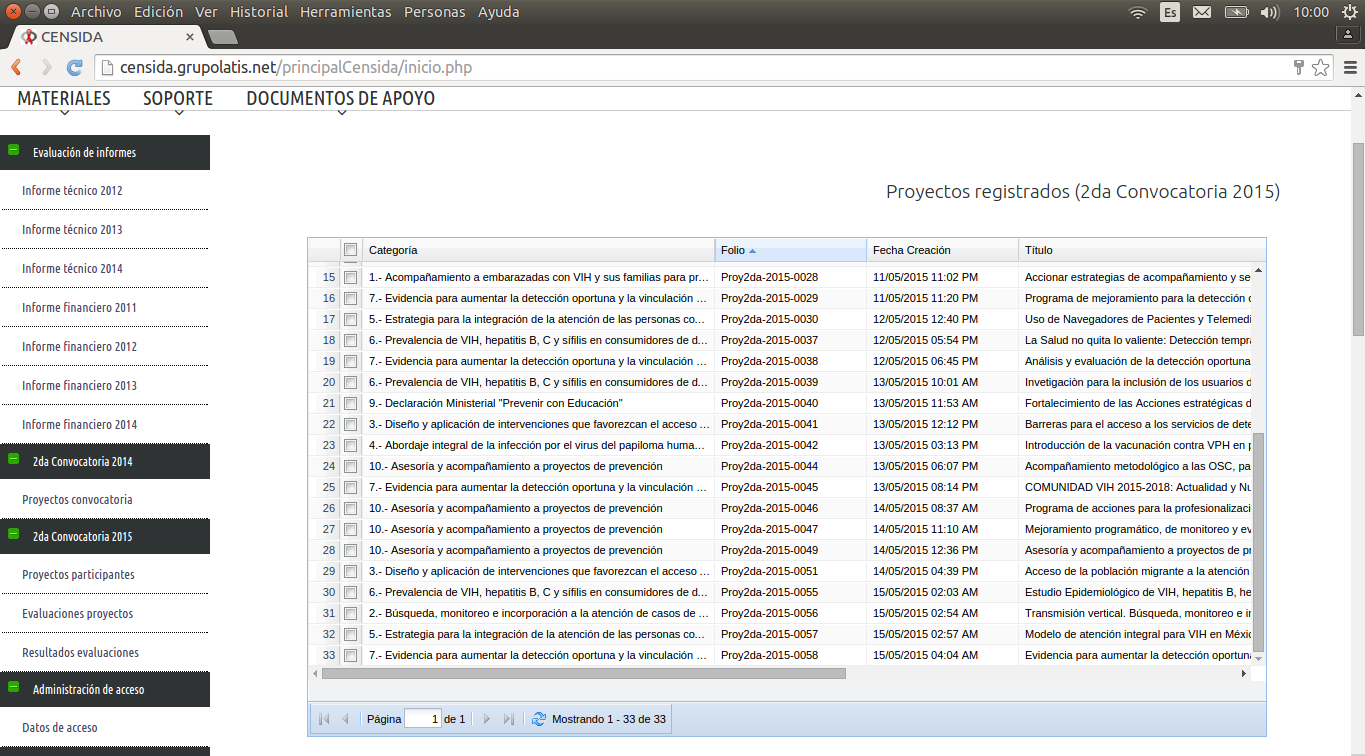 Archivo Edición Ver Historial Herramientas Personas Ayuda Es 10:00
CENSIDA
censida.grupolatis.net/principalCensida/inicio.php
MATERIALES SOPORTE DOCUMENTOS DE APOYO
Evaluación de informes
Informe técnico 2012
Informe técnico 2013
Informe técnico 2014
Informe financiero 2011
Informe financiero 2012
Informe financiero 2013
Informe financiero 2014
2da Convocatoria 2014
Proyectos convocatoria
2da Convocatoria 2015
Proyectos participantes
Evaluaciones proyectos
Resultados evaluaciones
Administración de acceso
Datos de acceso
Proyectos registrados (2da Convocatoria 2015)
Categoría Folio Fecha Creación Título
15 1.- Acompañamiento a embarazadas con VIH y sus familias para pr... Proy2da-2015-0028 11/05/2015 11:02 PM Accionar estrategias de acompañamiento y se
16 7.- Evidencia para aumentar la detección oportuna y la vinculación ... Proy2da-2015-0029 11/05/2015 11:20 PM Programa de mejoramiento para la detección
17 5.- Estrategia para la integración de la atención de las personas co... Proy2da-2015-0030 12/05/2015 12:40 PM Uso de Navegadores de Pacientes y Telemedi
18 6.- Prevalencia de VIH, hepatitis B, C y sífilis en consumidores de d... Proy2da-2015-0037 12/05/2015 05:54 PM La Salud no quita lo valiente: Detección tempra
19 7.- Evidencia para aumentar la detección oportuna y la vinculación ... Proy2da-2015-0038 12/05/2015 06:45 PM Análisis y evaluación de la detección oportuna
20 6.- Prevalencia de VIH, hepatitis B, C y sífilis en consumidores de d... Proy2da-2015-0039 13/05/2015 10:01 AM Invetigaciòn para la inclusión de los usuarios d
21 9.- Declaración Ministerial "Prevenir con Educación" Proy2da-2015-0040 13/05/2015 11:53 AM Fortalecimiento de las Acciones estratégicas d
22 3.- Diseño y aplicación de intervenciones que favorezcan el acceso ... Proy2da-2015-0041 13/05/2015 12:12 PM Barreras para el acceso a los servicios de dete
23 4.- Abordaje integral de la infección por el virus del papiloma huma... Proy2da-2015-0042 13/05/2015 03:13 PM Introducción de la vacunación contra VPH en p
24 10.- Asesoría y acompañamiento a proyectos de prevención Proy2da-2015-0044 13/05/2015 06:07 PM Acompañamiento metodológico a las OSC, pa
25 7.- Evidencia para aumentar la detección oportuna y la vinculación ... Proy2da-2015-0045 13/05/2015 08:14 PM COMUNIDAD VIH 2015-2018: Actualidad y Nu
26 10.- Asesoría y acompañamiento a proyectos de prevención Proy2da-2015-0046 14/05/2015 08:37 AM Programa de acciones para la profesionalizaci
27 10.- Asesoría y acompañamiento a proyectos de prevención Proy2da-2015-0047 14/05/2015 11:10 AM Mejoramiento programático, de monitoreo y ev
28 10.- Asesoría y acompañamiento a proyectos de prevención Proy2da-2015-0049 14/05/2015 12:36 PM Asesoría y acompañamiento a proyectos de pr
29 3.- Diseño y aplicación de intervenciones que favorezcan el acceso ... Proy2da-2015-0051 14/05/2015 04:39 PM Acceso de la población migrante a la atención
30 6.- Prevalencia de VIH, hepatitis B, C y sífilis en consumidores de d... Proy2da-2015-0055 15/05/2015 02:03 AM Estudio Epidemiológico de VIH, hepatitis B, he
31 2.- Búsqueda, monitoreo e incorporación a la atención de casos de ... Proy2da-2015-0056 15/05/2015 02:54 AM Transmisión vertical. Búsqueda, monitoreo e in
32 5.- Estrategia para la integración de la atención de las personas co... Proy2da-2015-0057 15/05/2015 02:57 AM Modelo de atención integral para VIH en Méxic
33 7.- Evidencia para aumentar la detección oportuna y la vinculación ... Proy2da-2015-0058 15/05/2015 04:04 AM Evidencia para aumentar la detección oportuna
Página 1 de 1 Mostrando 1 - 33 de 33